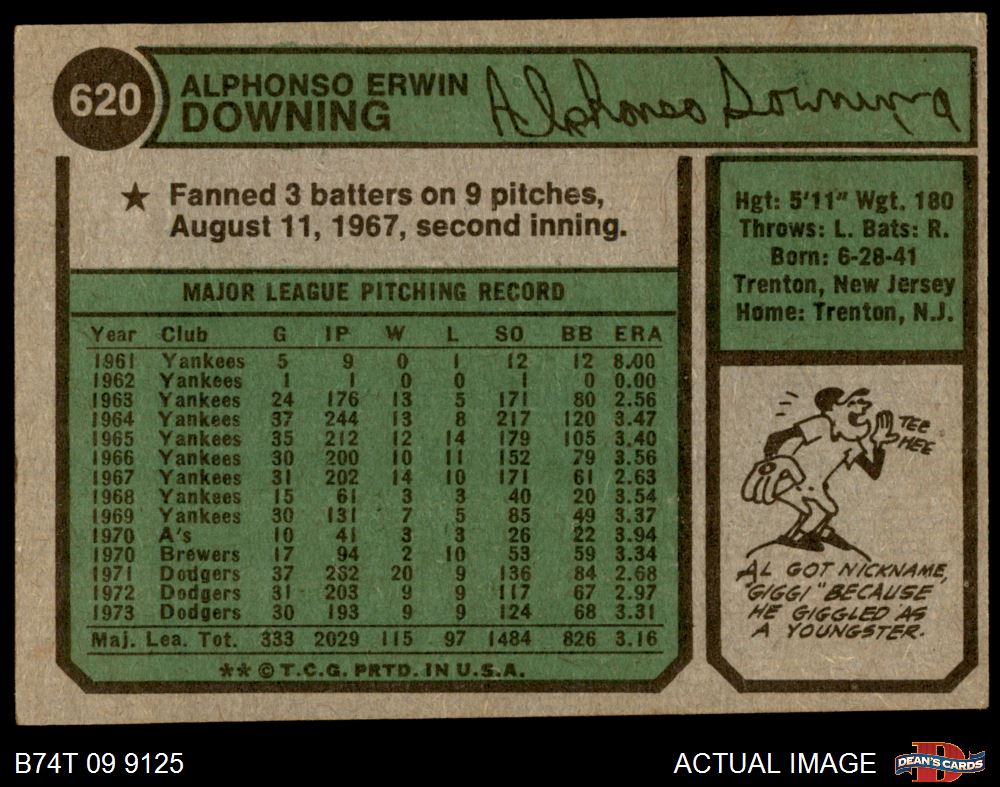 620
ALPHONSO ERWIN
DOWNING
Alphonso Downing
★ Fanned 3 batters on 9 pitches,
August 11, 1967, second inning.
MAJOR LEAGUE PITCHING RECORD
Year Club G IP W L SO BB ERA
1961 Yankees 5 9 0 1 12 12 8.00
1962 Yankees 1 1 0 0 1 0 0.00
1963 Yankees 24 176 13 5 171 80 2.56
1964 Yankees 37 244 13 8 217 120 3.47
1965 Yankees 35 212 12 14 179 105 3.40
1966 Yankees 30 200 10 11 152 79 3.56
1967 Yankees 31 202 14 10 171 61 2.63
1968 Yankees 15 61 3 3 40 20 3.54
1969 Yankees 30 131 7 5 85 49 3.37
1970 A's 10 41 3 3 26 22 3.94
1970 Brewers 17 94 2 10 53 59 3.34
1971 Dodgers 37 262 20 9 136 84 2.68
1972 Dodgers 31 203 9 9 117 67 2.97
1973 Dodgers 30 193 9 9 124 68 3.31
Maj. Lea. Tot. 333 2029 115 97 1484 826 3.16
** © T.C.G. PRTD. IN U.S.A.
Hgt: 5'11" Wgt. 180
Throws: L. Bats: R.
Born: 6-28-41
Trenton, New Jersey
Home: Trenton, N.J.
TEE
HEE
AL GOT NICKNAME,
"GIGGI" BECAUSE
HE GIGGLED AS
A YOUNGSTER.
B74T 09 9125
ACTUAL IMAGE
DEAN'S CARDS